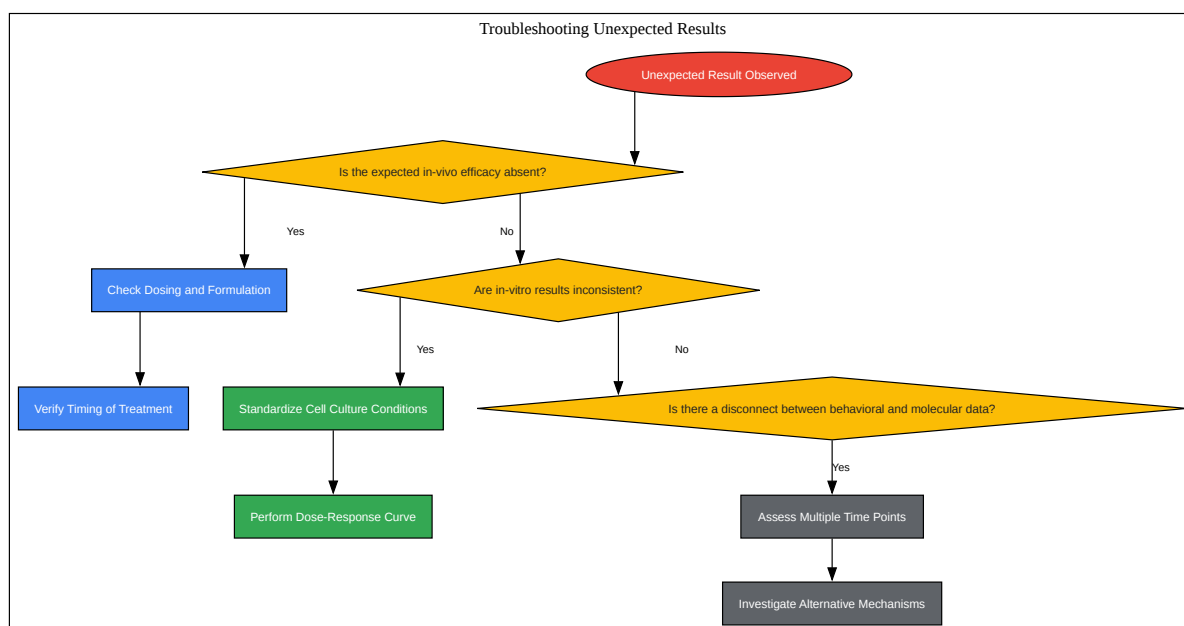 Troubleshooting Unexpected Results
Unexpected Result Observed
Is the expected in-vivo efficacy absent?
Yes
No
Check Dosing and Formulation
Are in-vitro results inconsistent?
Yes
No
Verify Timing of Treatment
Standardize Cell Culture Conditions
Is there a disconnect between behavioral and molecular data?
Yes
Perform Dose-Response Curve
Assess Multiple Time Points
Investigate Alternative Mechanisms